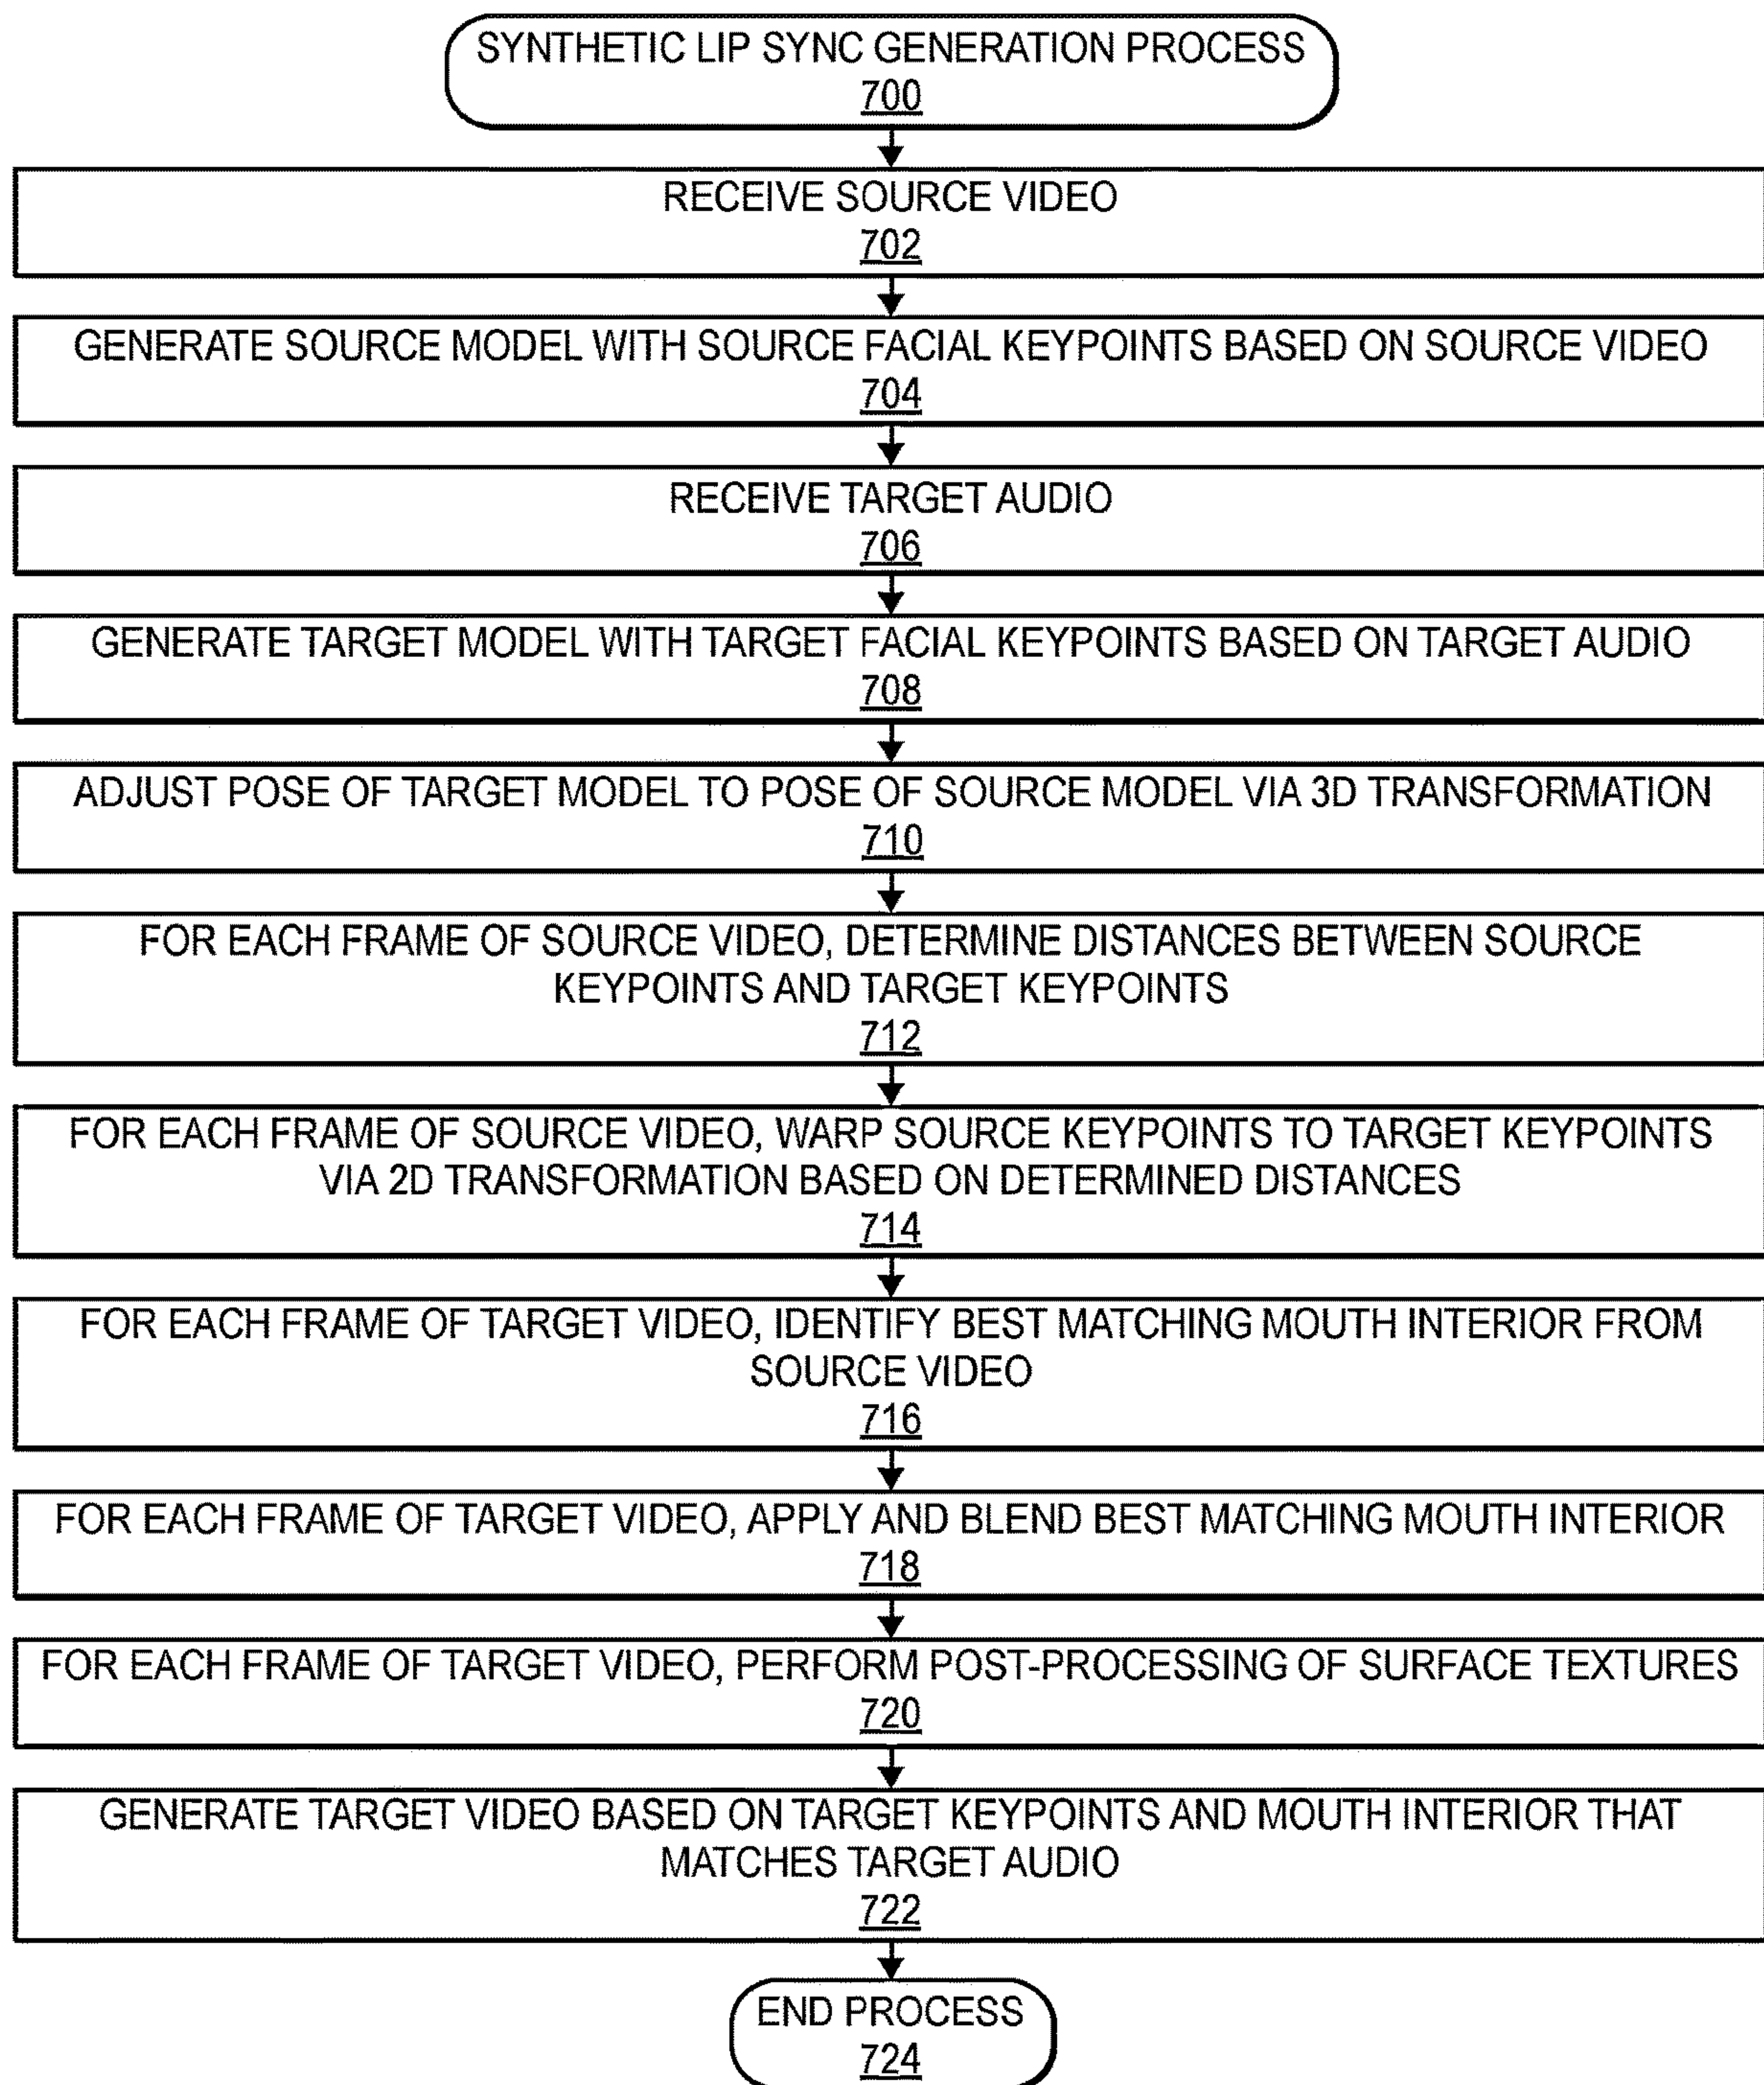 SYNTHETIC LIP SYNC GENERATION PROCESS
700
RECEIVE SOURCE VIDEO
702
GENERATE SOURCE MODEL WITH SOURCE FACIAL KEYPOINTS BASED ON SOURCE VIDEO
704
RECEIVE TARGET AUDIO
706
GENERATE TARGET MODEL WITH TARGET FACIAL KEYPOINTS BASED ON TARGET AUDIO
708
ADJUST POSE OF TARGET MODEL TO POSE OF SOURCE MODEL VIA 3D TRANSFORMATION
710
FOR EACH FRAME OF SOURCE VIDEO, DETERMINE DISTANCES BETWEEN SOURCE
KEYPOINTS AND TARGET KEYPOINTS
712
FOR EACH FRAME OF SOURCE VIDEO, WARP SOURCE KEYPOINTS TO TARGET KEYPOINTS
VIA 2D TRANSFORMATION BASED ON DETERMINED DISTANCES
714
FOR EACH FRAME OF TARGET VIDEO, IDENTIFY BEST MATCHING MOUTH INTERIOR FROM
SOURCE VIDEO
716
FOR EACH FRAME OF TARGET VIDEO, APPLY AND BLEND BEST MATCHING MOUTH INTERIOR
718
FOR EACH FRAME OF TARGET VIDEO, PERFORM POST-PROCESSING OF SURFACE TEXTURES
720
GENERATE TARGET VIDEO BASED ON TARGET KEYPOINTS AND MOUTH INTERIOR THAT
MATCHES TARGET AUDIO
722
END PROCESS
724